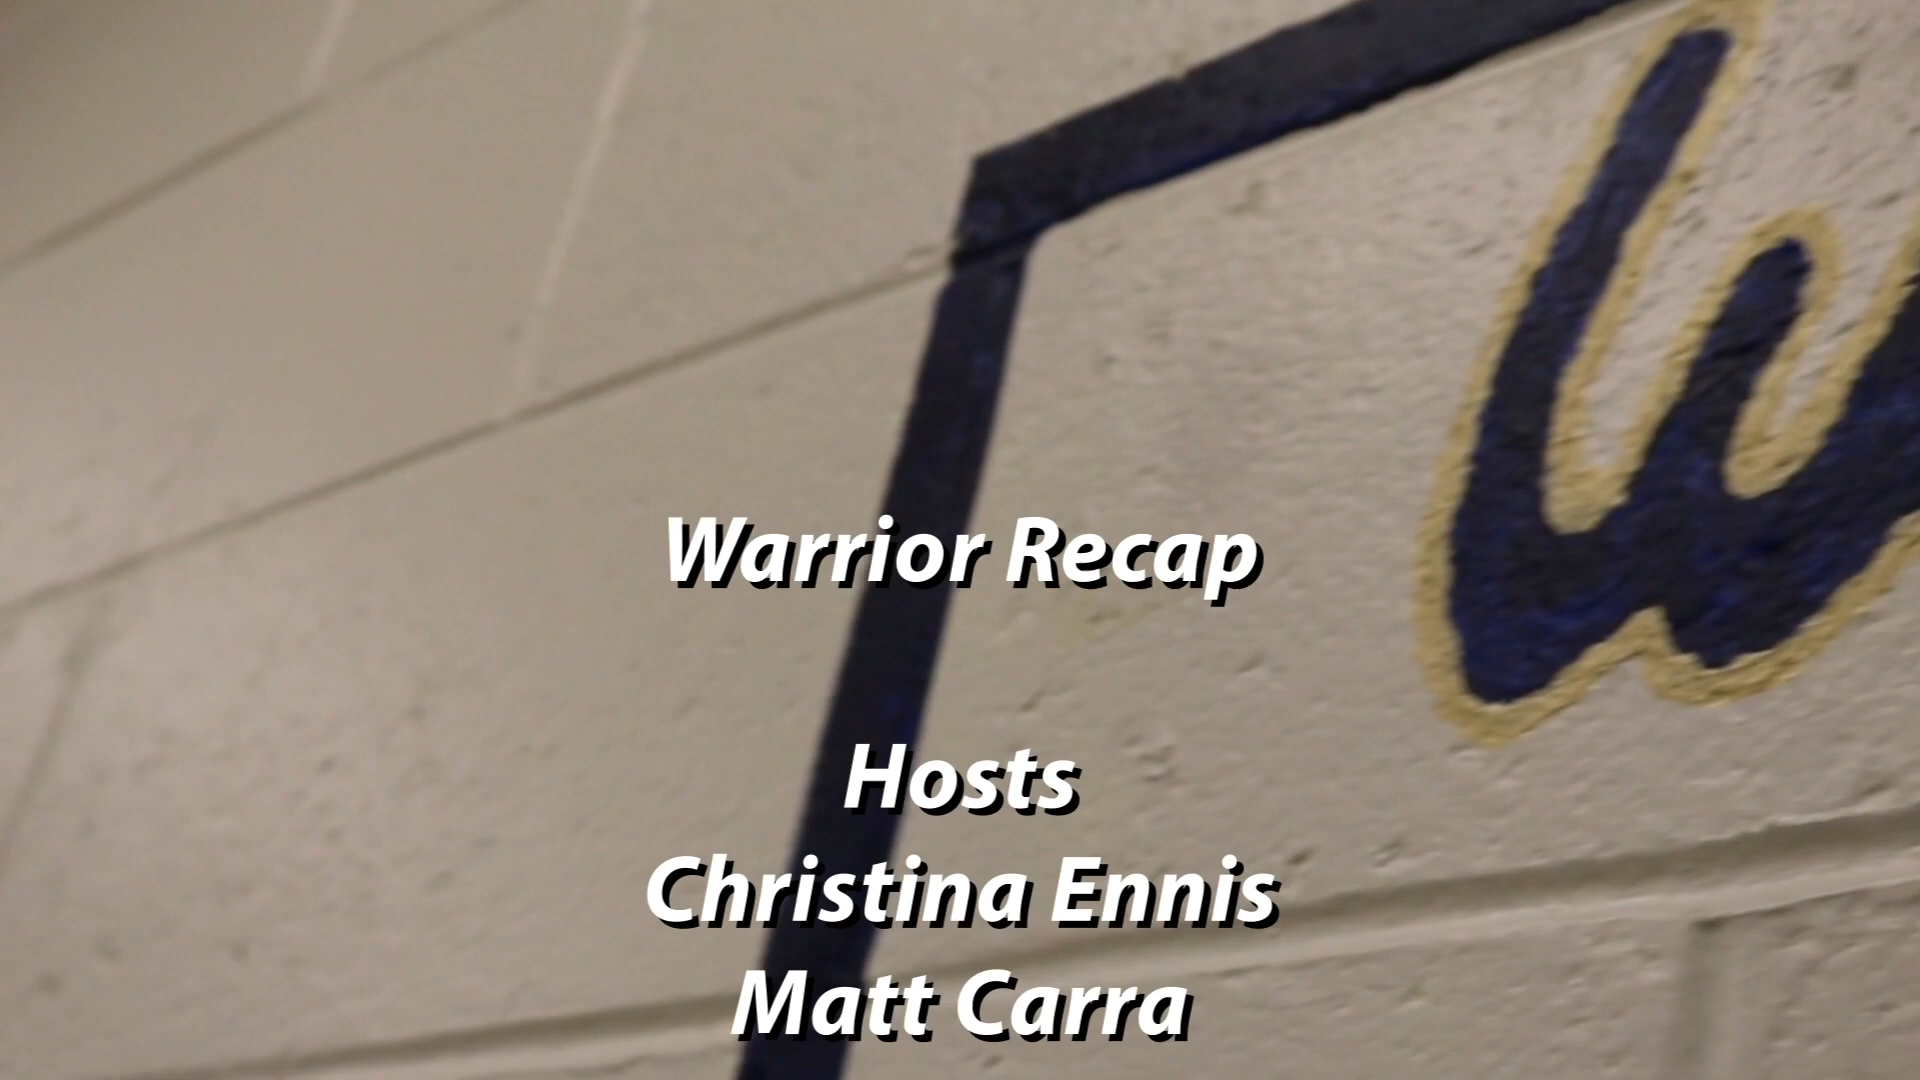 W
Warrior Recap
Hosts
Christina Ennis
Matt Carra